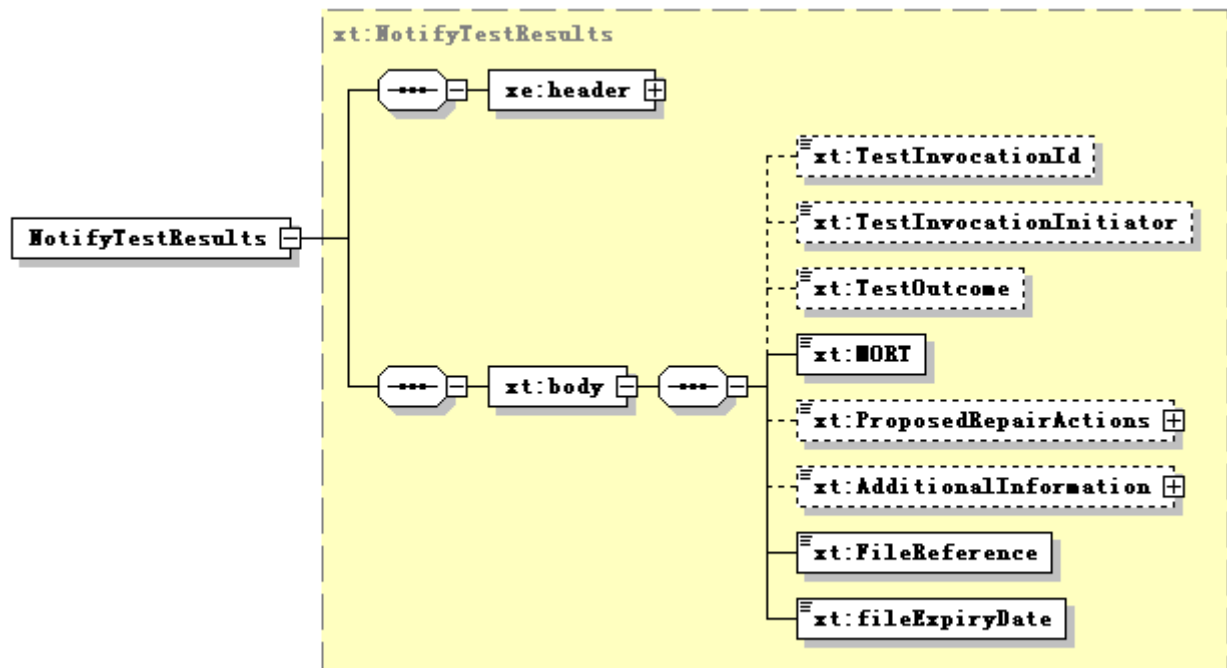 xt:NotifyTestResults
xe:header
xt:TestInvocationId
xt:TestInvocationInitiator
NotifyTestResults
xt:TestOutcome
xt:MORT
xt:body
xt:ProposedRepairActions
xt:AdditionalInformation
xt:FileReference
xt:fileExpiryDate